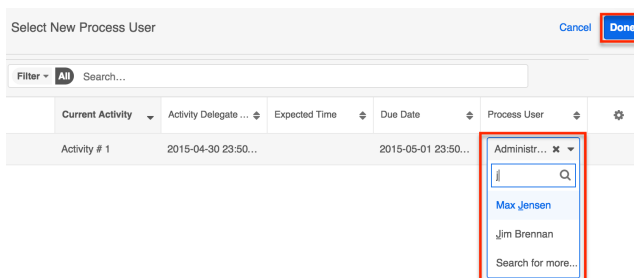 Select New Process User Cancel Done
Filter All Search...
Current Activity Activity Delegate ... Expected Time Due Date Process User
Activity # 1 2015-04-30 23:50... 2015-05-01 23:50... Administr...
j
Max Jensen
Jim Brennan
Search for more...